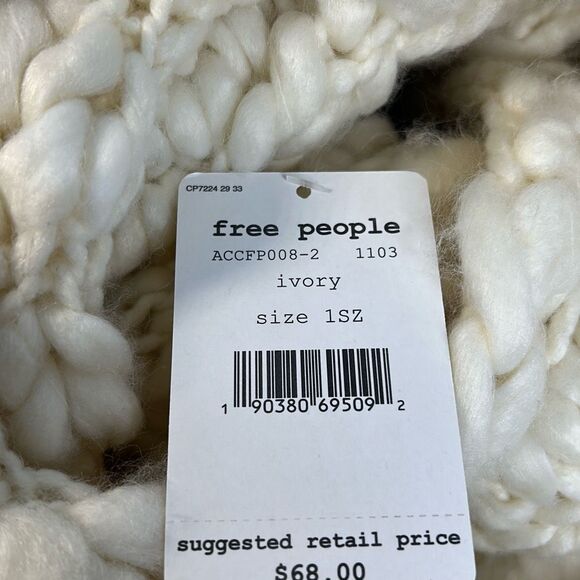 CP7224 29 33
free people
ACCFP008-2 1103
ivory
size 1SZ
1 90380 69509 2
suggested retail price
$68.00